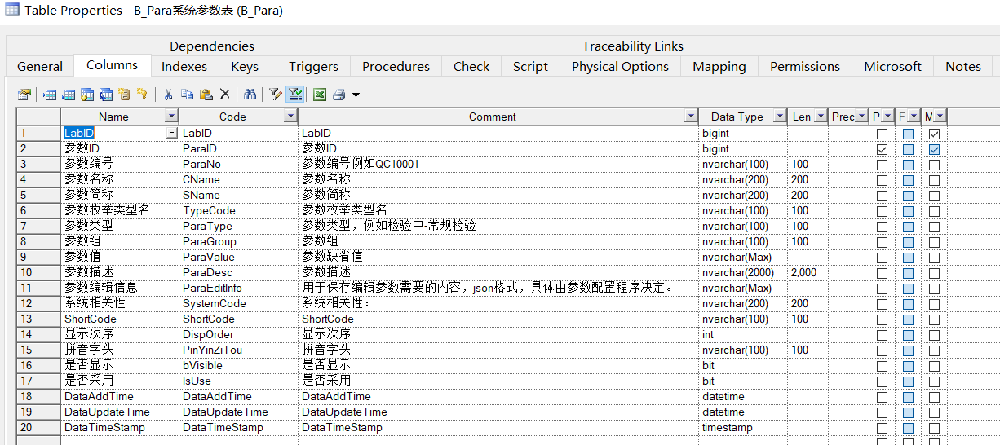 Table Properties - B_Para系统参数表 (B_Para)
Dependencies Traceability Links
General Columns Indexes Keys Triggers Procedures Check Script Physical Options Mapping Permissions Microsoft Notes
Name Code Comment Data Type Len Prec P F M
1 LabID = LabID LabID bigint
2 参数ID ParaID 参数ID bigint
3 参数编号 ParaNo 参数编号例如QC10001 nvarchar(100) 100
4 参数名称 CName 参数名称 nvarchar(200) 200
5 参数简称 SName 参数简称 nvarchar(200) 200
6 参数枚举类型名 TypeCode 参数枚举类型名 nvarchar(100) 100
7 参数类型 ParaType 参数类型，例如检验中-常规检验 nvarchar(100) 100
8 参数组 ParaGroup 参数组 nvarchar(100) 100
9 参数值 ParaValue 参数缺省值 nvarchar(Max)
10 参数描述 ParaDesc 参数描述 nvarchar(2000) 2,000
11 参数编辑信息 ParaEditInfo 用于保存编辑参数需要的内容，json格式，具体由参数配置程序决定。 nvarchar(Max)
12 系统相关性 SystemCode 系统相关性： nvarchar(200) 200
13 ShortCode ShortCode ShortCode nvarchar(100) 100
14 显示次序 DispOrder 显示次序 int
15 拼音字头 PinYinZiTou 拼音字头 nvarchar(100) 100
16 是否显示 bVisible 是否显示 bit
17 是否采用 IsUse 是否采用 bit
18 DataAddTime DataAddTime DataAddTime datetime
19 DataUpdateTime DataUpdateTime DataUpdateTime datetime
20 DataTimeStamp DataTimeStamp DataTimeStamp timestamp